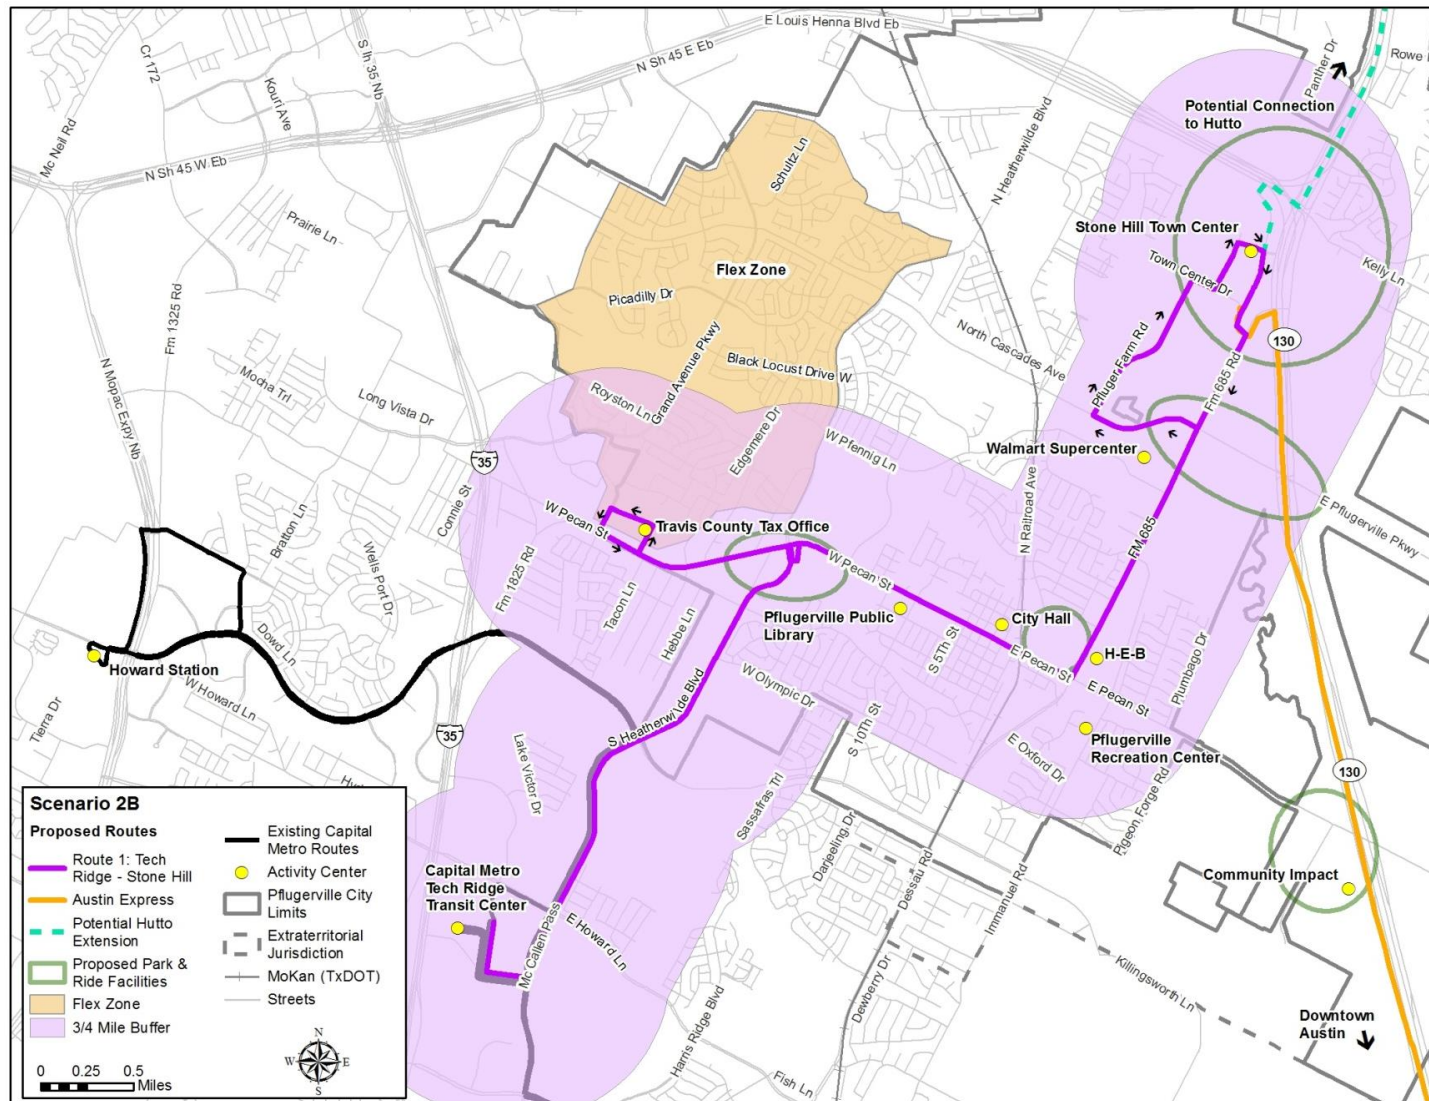 E Louis Henna Blvd Eb
N Sh 45 E Eb
S Ih 35 Nb
Cr 172
Kouri Ave
Mc Neil Rd
N Sh 45 W Eb
Panther Dr
Rowe
Potential Connection
to Hutto
N Heatherwilde Blvd
Schultz Ln
Prairie Ln
Stone Hill Town Center
Town Center Dr
Kelly Ln
Flex Zone
Picadilly Dr
Fm 1325 Rd
Grand Avenue Pkwy
North Cascades Ave
130
Black Locust Drive W
Pfluger Farm Rd
Fm 685 Rd
N Mopac Expy Nb
Mocha Trl
Long Vista Dr
Royston Ln
Edgemere Dr
W Pfennig Ln
Walmart Supercenter
35
Connie St
N Railroad Ave
E Pflugerville Pkwy
Bratton Ln
W Pecan St
Travis County Tax Office
FM 685
Wells Port Dr
Fm 1825 Rd
W Pecan St
Tacon Ln
Pflugerville Public
Library
City Hall
Hebbe Ln
S 5Th St
Dowd Ln
Howard Station
E Pecan St
H-E-B
Plumbago Dr
W Howard Ln
W Olympic Dr
E Pecan St
Tierra Dr
S Heatherwilde Blvd
S 10Th St
35
E Oxford Dr
Pflugerville
Recreation Center
Lake Victor Dr
130
Sassafras Trl
Pigeon Forge Rd
Darjeeling Dr
Dessau Rd
Immanuel Rd
Community Impact
Capital Metro
Tech Ridge
Transit Center
Mc Callen Pass
E Howard Ln
Killingsworth Ln
Dewberry Dr
Harris Ridge Blvd
Downtown
Austin
Fish Ln
Scenario 2B
Proposed Routes
Route 1: Tech
Ridge - Stone Hill
Austin Express
Potential Hutto
Extension
Proposed Park &
Ride Facilities
Flex Zone
3/4 Mile Buffer
Existing Capital
Metro Routes
Activity Center
Pflugerville City
Limits
Extraterritorial
Jurisdiction
MoKan (TxDOT)
Streets
N
W E
S
0 0.25 0.5
Miles